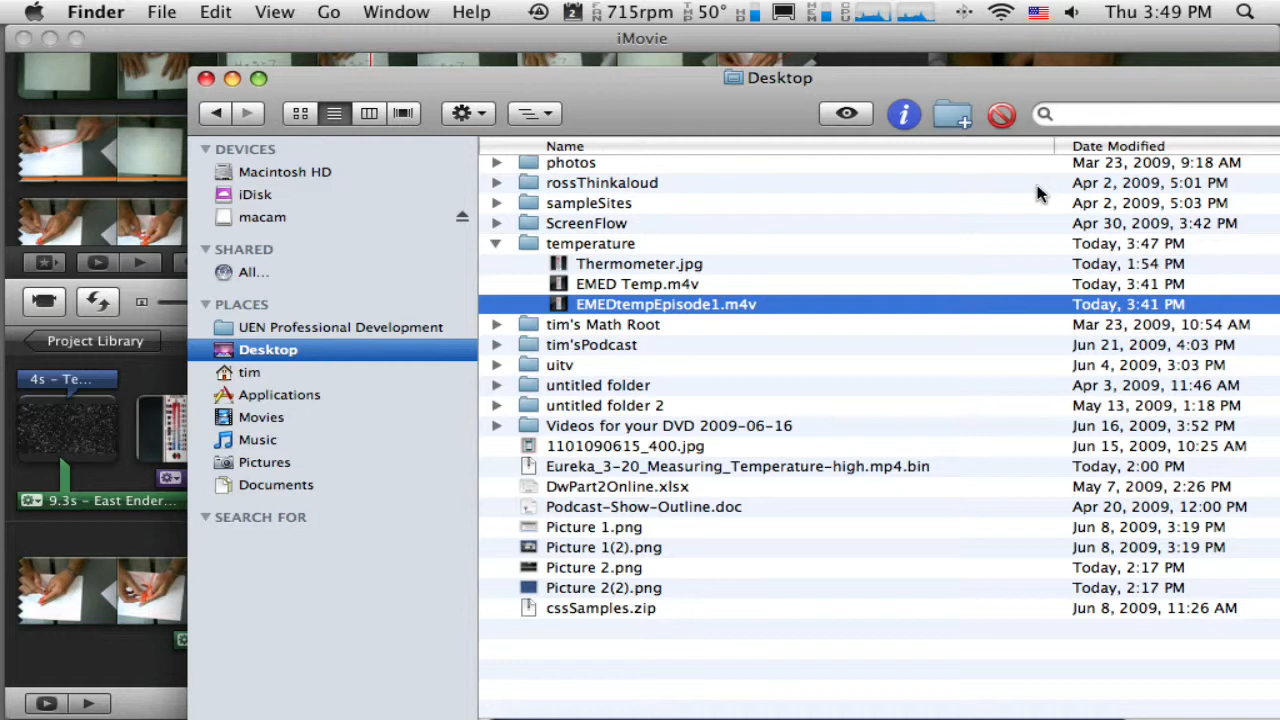 Finder File Edit View Go Window Help 2 FAN 715rpm TMP 50° HD MEM CPU Thu 3:49 PM
iMovie
Desktop
DEVICES
Macintosh HD
iDisk
macam
SHARED
All...
PLACES
UEN Professional Development
Desktop
tim
Applications
Movies
Music
Pictures
Documents
SEARCH FOR
Name Date Modified
photos Mar 23, 2009, 9:18 AM
rossThinkaloud Apr 2, 2009, 5:01 PM
sampleSites Apr 2, 2009, 5:03 PM
ScreenFlow Apr 30, 2009, 3:42 PM
temperature Today, 3:47 PM
Thermometer.jpg Today, 1:54 PM
EMED Temp.m4v Today, 3:41 PM
EMEDtempEpisode1.m4v Today, 3:41 PM
tim's Math Root Mar 23, 2009, 10:54 AM
tim'sPodcast Jun 21, 2009, 4:03 PM
uitv Jun 4, 2009, 3:03 PM
untitled folder Apr 3, 2009, 11:46 AM
untitled folder 2 May 13, 2009, 1:18 PM
Videos for your DVD 2009-06-16 Jun 16, 2009, 3:52 PM
1101090615_400.jpg Jun 15, 2009, 10:25 AM
Eureka_3-20_Measuring_Temperature-high.mp4.bin Today, 2:00 PM
DwPart2Online.xlsx May 7, 2009, 2:26 PM
Podcast-Show-Outline.doc Apr 20, 2009, 12:00 PM
Picture 1.png Jun 8, 2009, 3:19 PM
Picture 1(2).png Jun 8, 2009, 3:19 PM
Picture 2.png Today, 2:17 PM
Picture 2(2).png Today, 2:17 PM
cssSamples.zip Jun 8, 2009, 11:26 AM
Project Library
4s – Te...
9.3s – East Ender...